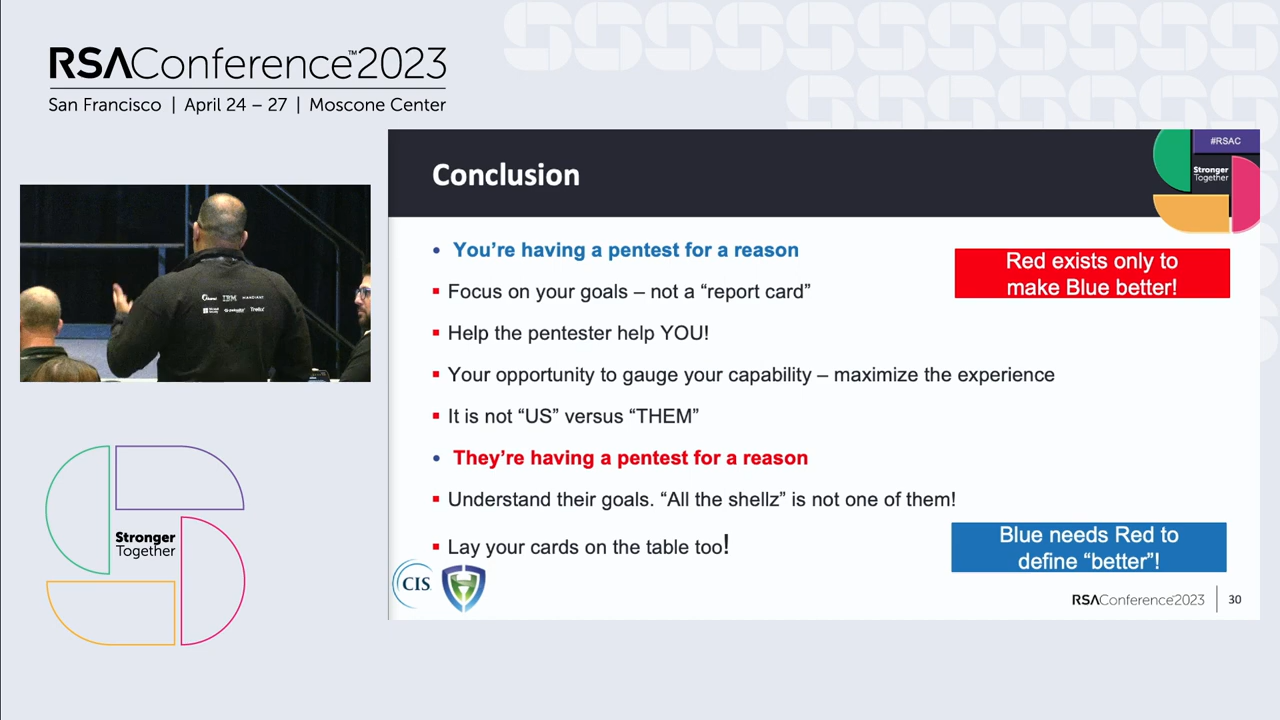 RSAConference™2023
San Francisco | April 24 – 27 | Moscone Center
#RSAC
Stronger
Together
Conclusion
• You’re having a pentest for a reason
▪ Focus on your goals – not a “report card”
▪ Help the pentester help YOU!
▪ Your opportunity to gauge your capability – maximize the experience
▪ It is not “US” versus “THEM”
• They’re having a pentest for a reason
▪ Understand their goals. “All the shellz” is not one of them!
▪ Lay your cards on the table too!
Red exists only to
make Blue better!
Blue needs Red to
define “better”!
CIS
RSAConference2023 | 30
IBM
MANDIANT
Trellix
Stronger
Together